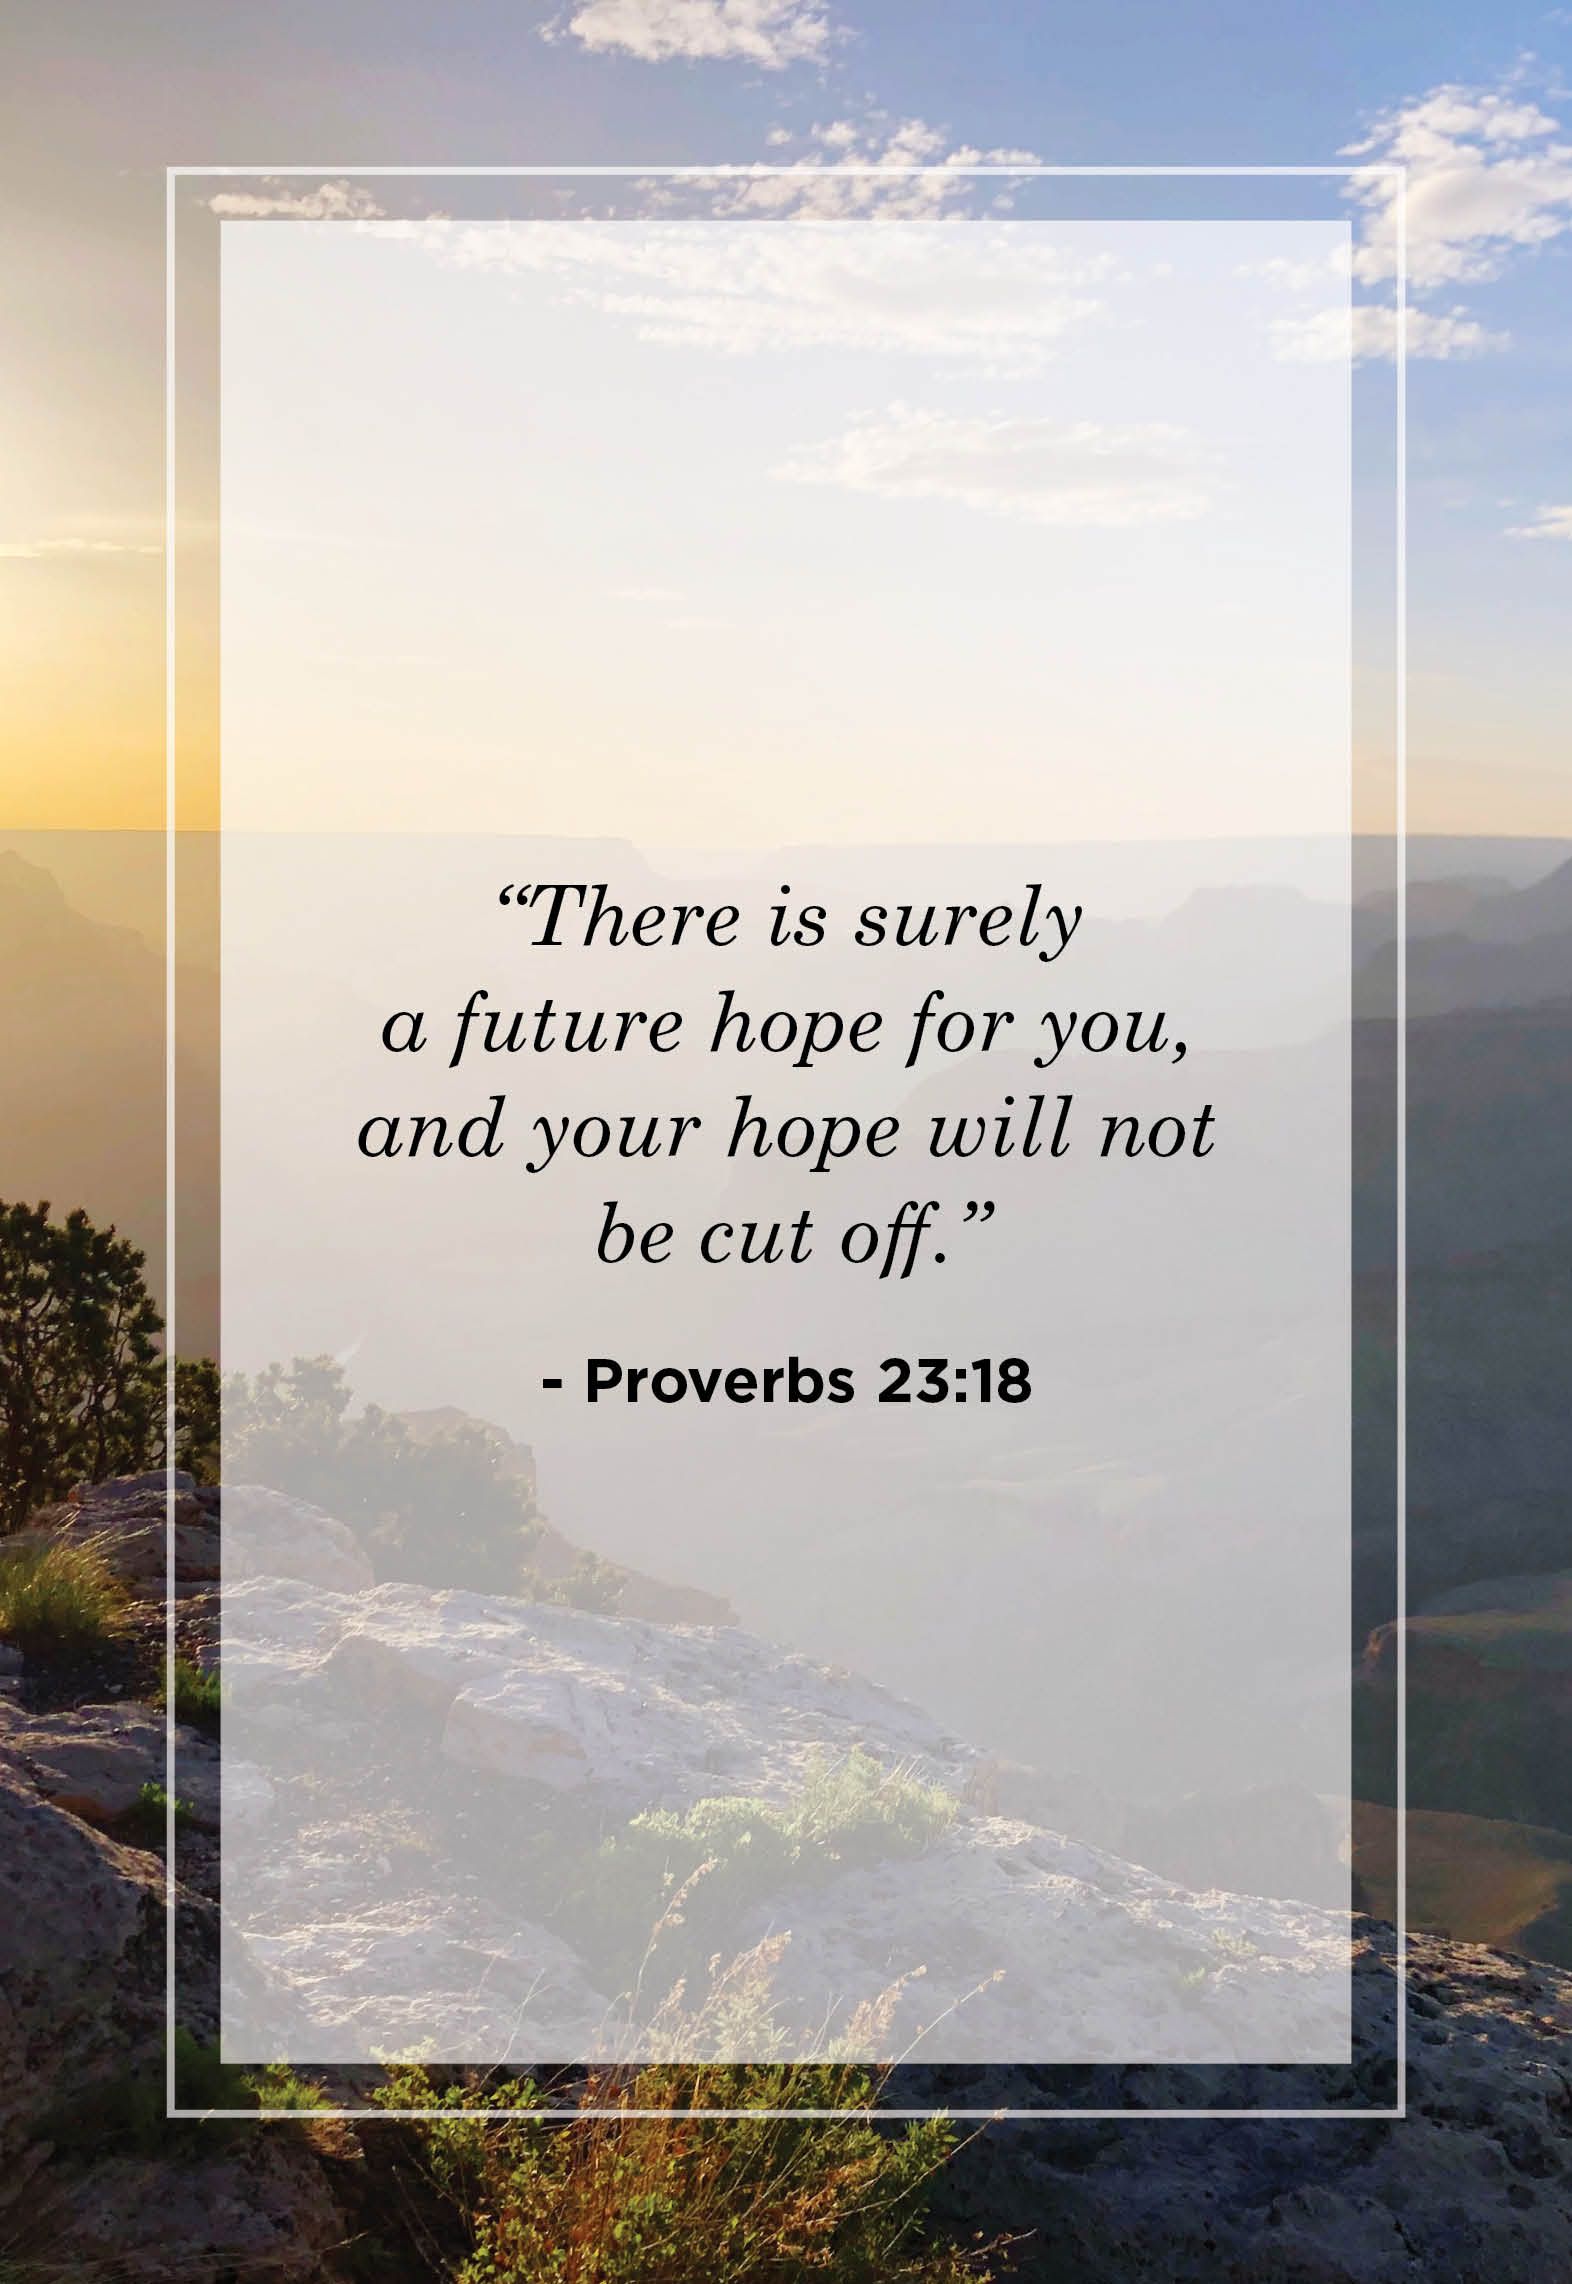 “There is surely
a future hope for you,
and your hope will not
be cut off.”
- Proverbs 23:18